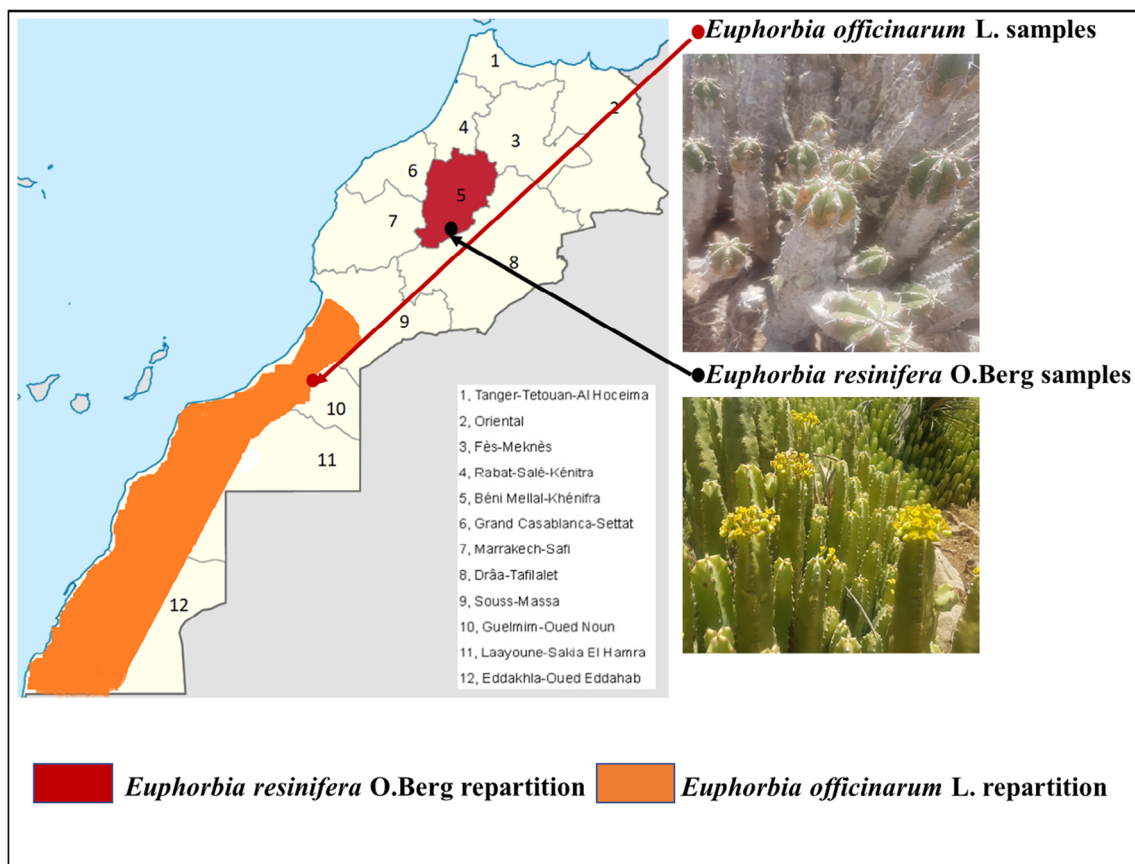 Euphorbia officinarum L. samples
1
2
4
3
6
5
7
8
9
Euphorbia resinifera O.Berg samples
10
11
12
1, Tanger-Tetouan-Al Hoceima
2, Oriental
3, Fès-Meknès
4, Rabat-Salé-Kénitra
5, Béni Mellal-Khénifra
6, Grand Casablanca-Settat
7, Marrakech-Safi
8, Drâa-Tafilalet
9, Souss-Massa
10, Guelmim-Oued Noun
11, Laayoune-Sakia El Hamra
12, Eddakhla-Oued Eddahab
Euphorbia resinifera O.Berg repartition
Euphorbia officinarum L. repartition